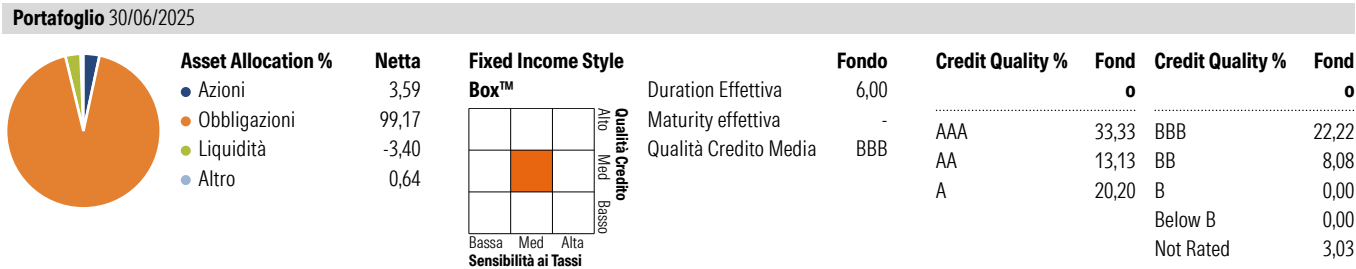 Portafoglio 30/06/2025
Asset Allocation % Netta
Azioni 3,59
Obbligazioni 99,17
Liquidità -3,40
Altro 0,64
Fixed Income Style
Box™
Alto Med Basso
Qualità Credito
Bassa Med Alta
Sensibilità ai Tassi
Fondo
Duration Effettiva 6,00
Maturity effettiva -
Qualità Credito Media BBB
Credit Quality % Fond
o
AAA 33,33
AA 13,13
A 20,20
Credit Quality % Fond
o
BBB 22,22
BB 8,08
B 0,00
Below B 0,00
Not Rated 3,03